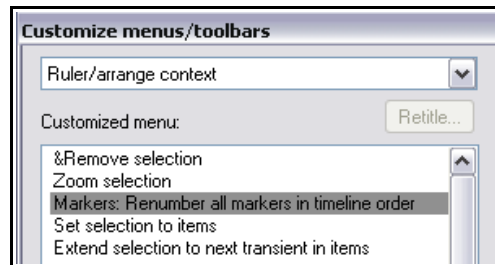 Customize menus/toolbars
Ruler/arrange context
Customized menu:
Retitle...
&Remove selection
Zoom selection
Markers: Renumber all markers in timeline order
Set selection to items
Extend selection to next transient in items